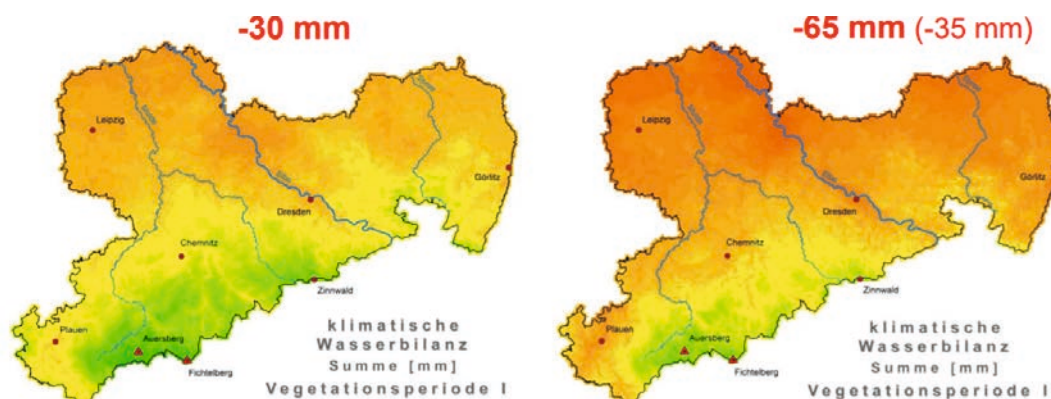 -30 mm
Leipzig
Görlitz
Dresden
Chemnitz
Zinnwald
Plauen
Auersberg
Fichtelberg
klimatische
Wasserbilanz
Summe [mm]
Vegetationsperiode I
-65 mm (-35 mm)
Leipzig
Görlitz
Dresden
Chemnitz
Zinnwald
Plauen
Auersberg
Fichtelberg
klimatische
Wasserbilanz
Summe [mm]
Vegetationsperiode I